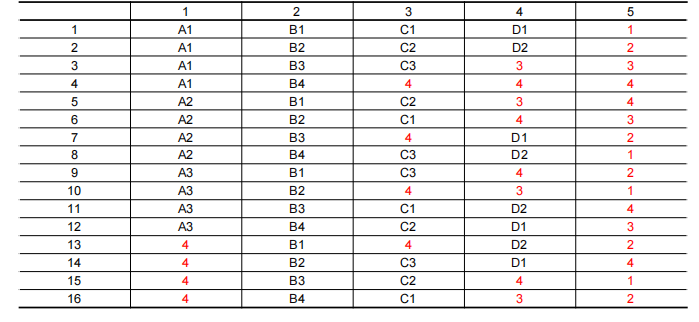 1 2 3 4 5
1 A1 B1 C1 D1 1
2 A1 B2 C2 D2 2
3 A1 B3 C3 3 3
4 A1 B4 4 4 4
5 A2 B1 C2 3 4
6 A2 B2 C1 4 3
7 A2 B3 4 D1 2
8 A2 B4 C3 D2 1
9 A3 B1 C3 4 2
10 A3 B2 4 3 1
11 A3 B3 C1 D2 4
12 A3 B4 C2 D1 3
13 4 B1 4 D2 2
14 4 B2 C3 D1 4
15 4 B3 C2 4 1
16 4 B4 C1 3 2